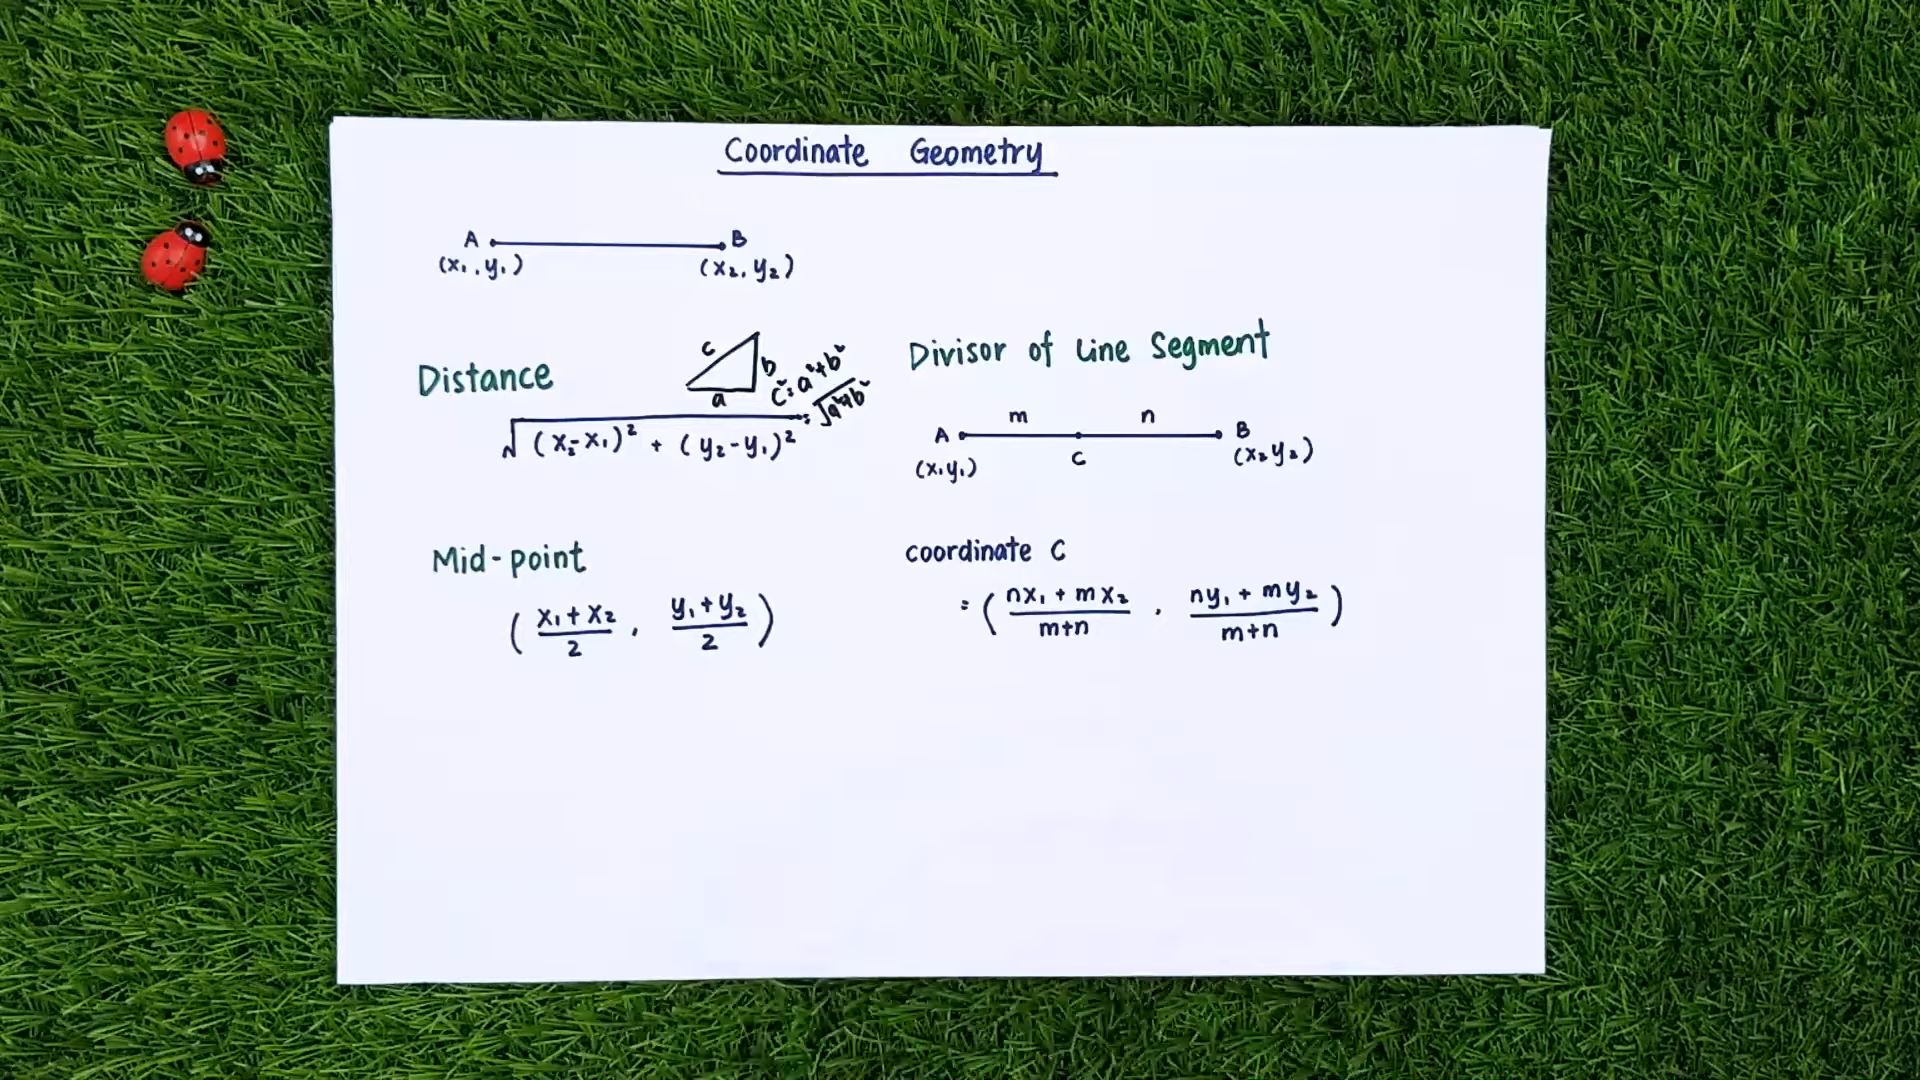 Coordinate Geometry
A B
(x₁, y₁) (x₂, y₂)
Distance
c b a
c² = a² + b²
= √a²+b²
√(x₂-x₁)² + (y₂-y₁)²
Mid-point
(x₁+x₂/2, y₁+y₂/2)
Divisor of Line Segment
m n
A C B
(x₁y₁) (x₂y₂)
coordinate C
= (nx₁ + mx₂/m+n, ny₁ + my₂/m+n)